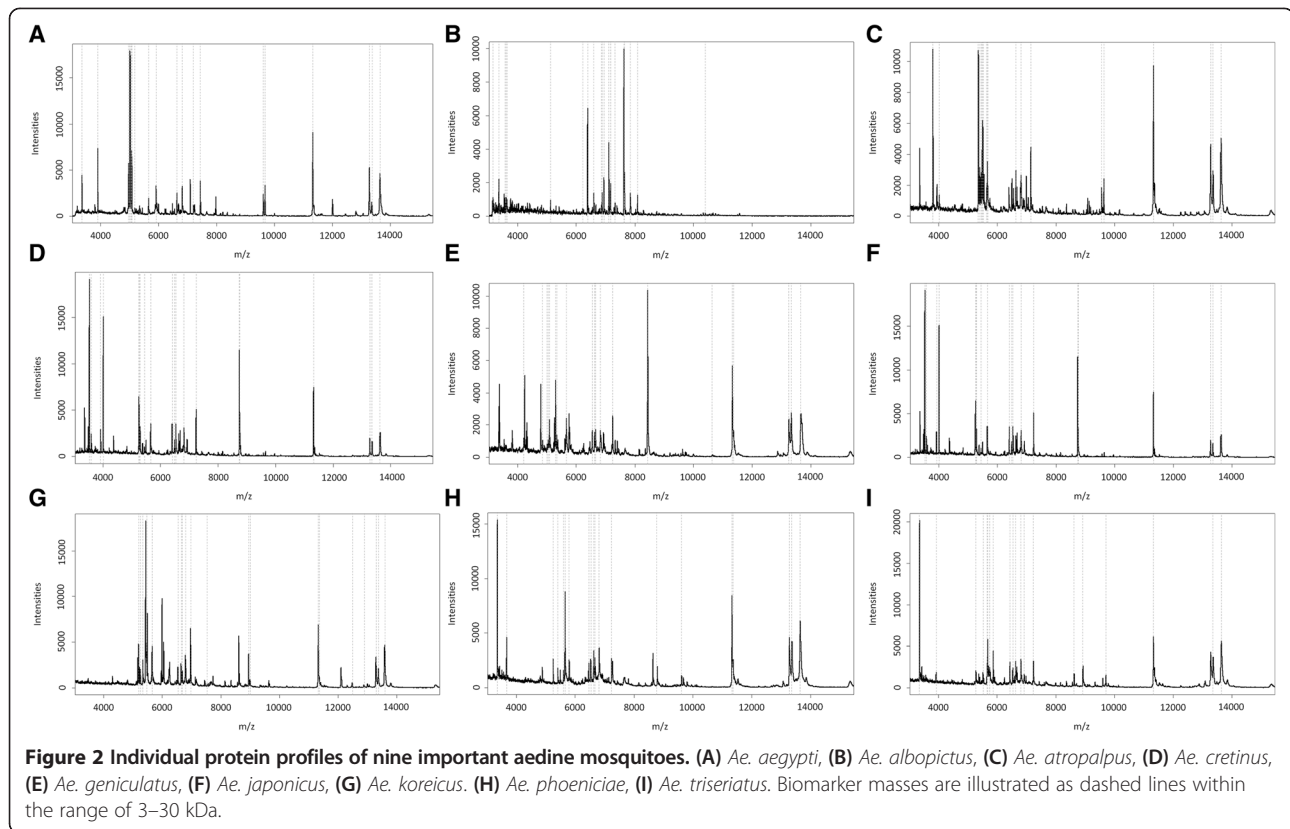 A
B
C
Intensities
0 5000 10000 15000
4000 6000 8000 10000 12000 14000
m/z
Intensities
0 2000 4000 6000 8000 10000
4000 6000 8000 10000 12000 14000
m/z
Intensities
0 2000 4000 6000 8000 10000
4000 6000 8000 10000 12000 14000
m/z
D
E
F
Intensities
0 5000 10000 15000
4000 6000 8000 10000 12000 14000
m/z
Intensities
0 2000 4000 6000 8000 10000
4000 6000 8000 10000 12000 14000
m/z
Intensities
0 5000 10000 15000
4000 6000 8000 10000 12000 14000
m/z
G
H
I
Intensities
0 5000 10000 15000
4000 6000 8000 10000 12000 14000
m/z
Intensities
0 5000 10000 15000
4000 6000 8000 10000 12000 14000
m/z
Intensities
0 5000 10000 15000 20000
4000 6000 8000 10000 12000 14000
m/z
Figure 2 Individual protein profiles of nine important aedine mosquitoes. (A) Ae. aegypti, (B) Ae. albopictus, (C) Ae. atropalpus, (D) Ae. cretinus,
(E) Ae. geniculatus, (F) Ae. japonicus, (G) Ae. koreicus. (H) Ae. phoeniciae, (I) Ae. triseriatus. Biomarker masses are illustrated as dashed lines within
the range of 3–30 kDa.